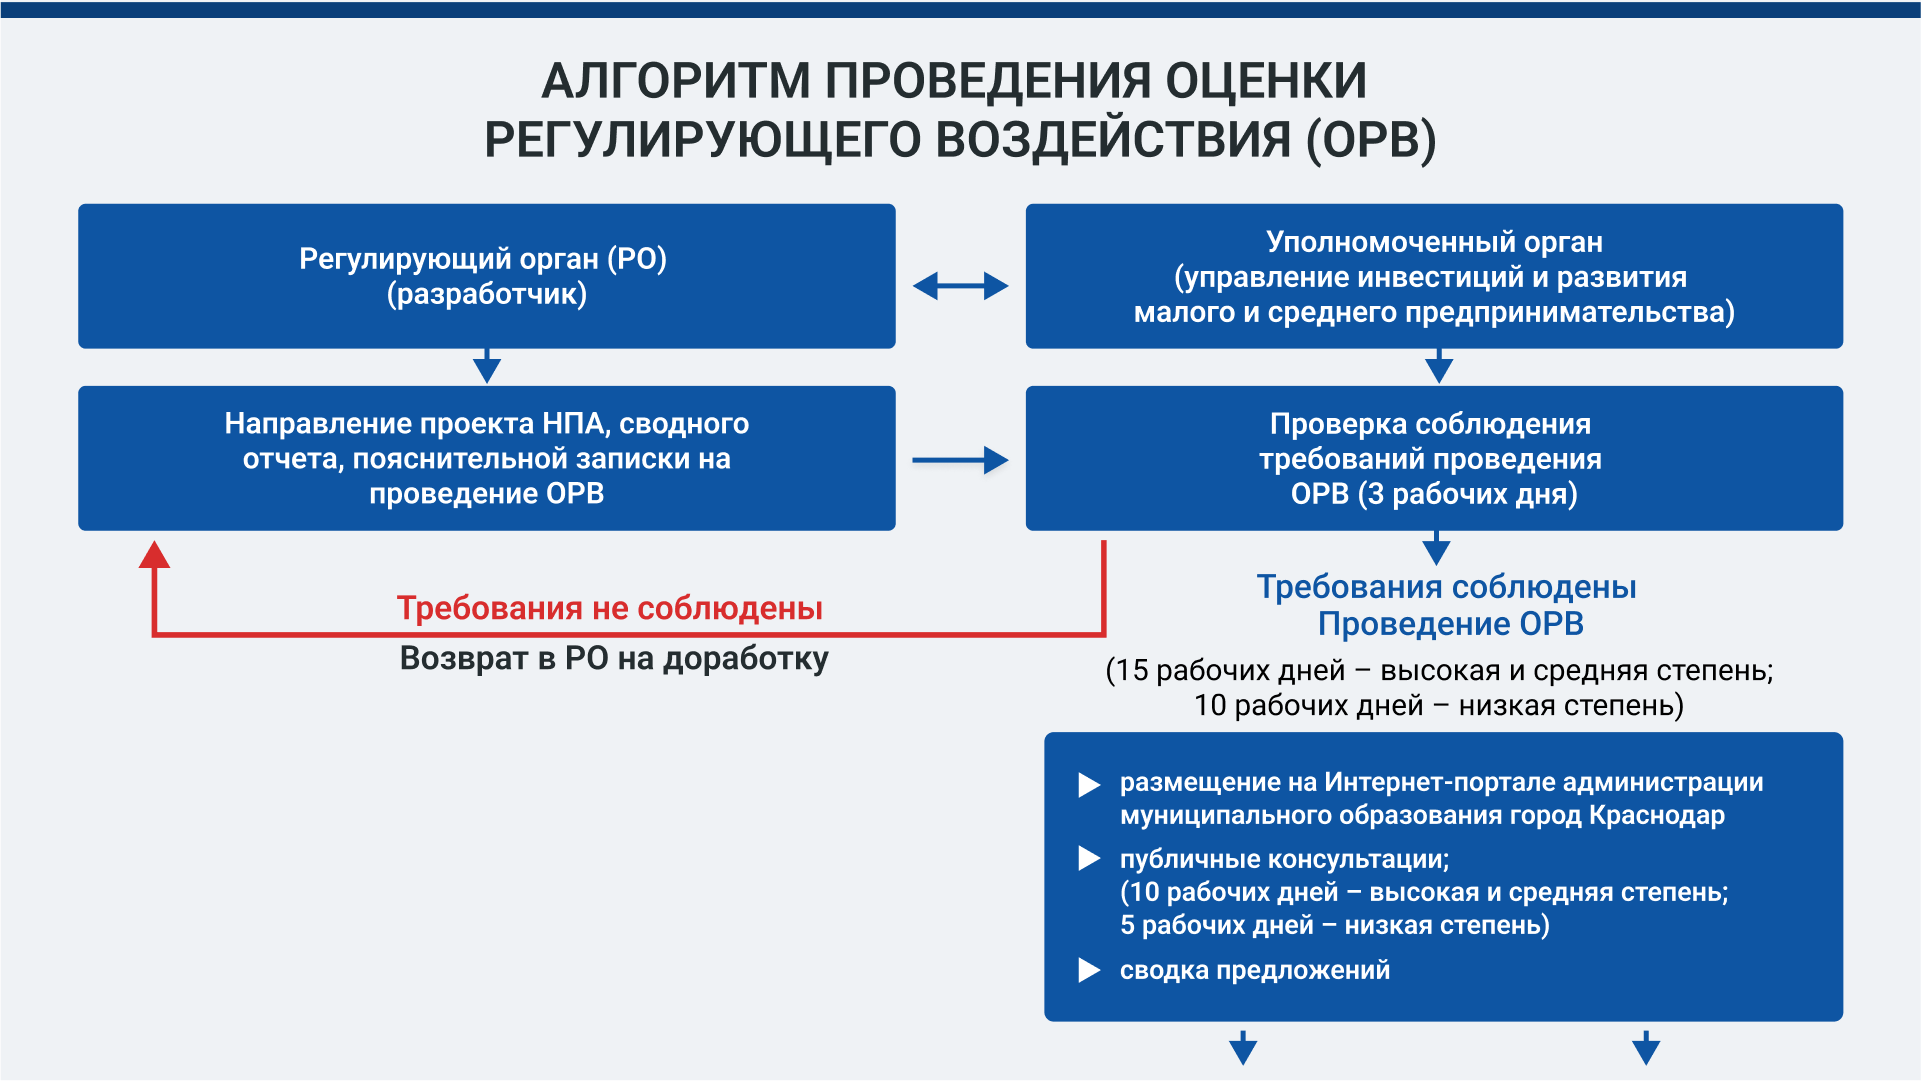 АЛГОРИТМ ПРОВЕДЕНИЯ ОЦЕНКИ
РЕГУЛИРУЮЩЕГО ВОЗДЕЙСТВИЯ (ОРВ)
Регулирующий орган (РО)
(разработчик)
Уполномоченный орган
(управление инвестиций и развития
малого и среднего предпринимательства)
Направление проекта НПА, сводного
отчета, пояснительной записки на
проведение ОРВ
Проверка соблюдения
требований проведения
ОРВ (3 рабочих дня)
Требования не соблюдены
Возврат в РО на доработку
Требования соблюдены
Проведение ОРВ
(15 рабочих дней – высокая и средняя степень;
10 рабочих дней – низкая степень)
размещение на Интернет-портале администрации
муниципального образования город Краснодар
публичные консультации;
(10 рабочих дней – высокая и средняя степень;
5 рабочих дней – низкая степень)
сводка предложений